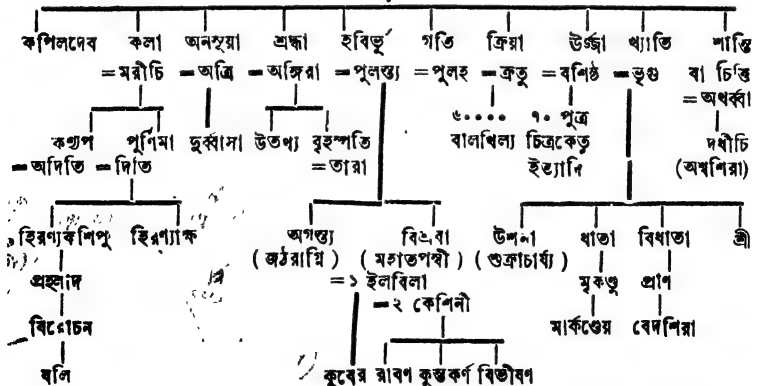 কপিলদেব কলা অনসূয়া শ্রদ্ধা হবির্ভূ গতি ক্রিয়া ঊর্জ্জা খ্যাতি শান্তি
=মরীচি =অত্রি =অঙ্গিরা =পুলস্ত্য =পুলহ =ক্রতু =বশিষ্ঠ =ভৃগু বা চিত্তি
=অথর্ব্বা
৬০০০০ ৭০ পুত্র
কশ্যপ পূর্ণিমা দুর্ব্বাসা উতথ্য বৃহস্পতি বালখিল্য চিত্রকেতু দধীচি
=অদিতি =দিতি =তারা ইত্যাদি (অশ্বশিরা)
হিরণ্যকশিপু হিরণ্যাক্ষ অগস্ত্য বিশ্রবা উশনা ধাতা বিধাতা শ্রী
(জঠরাগ্নি) (মহাতপস্বী) (শুক্রাচার্য্য)
প্রহ্লাদ =১ ইলবিলা মৃকণ্ডু প্রাণ
=২ কেশিনী
বিরোচন মার্কণ্ডেয় বেদশিরা
বলি কুবের রাবণ কুম্ভকর্ণ বিভীষণ